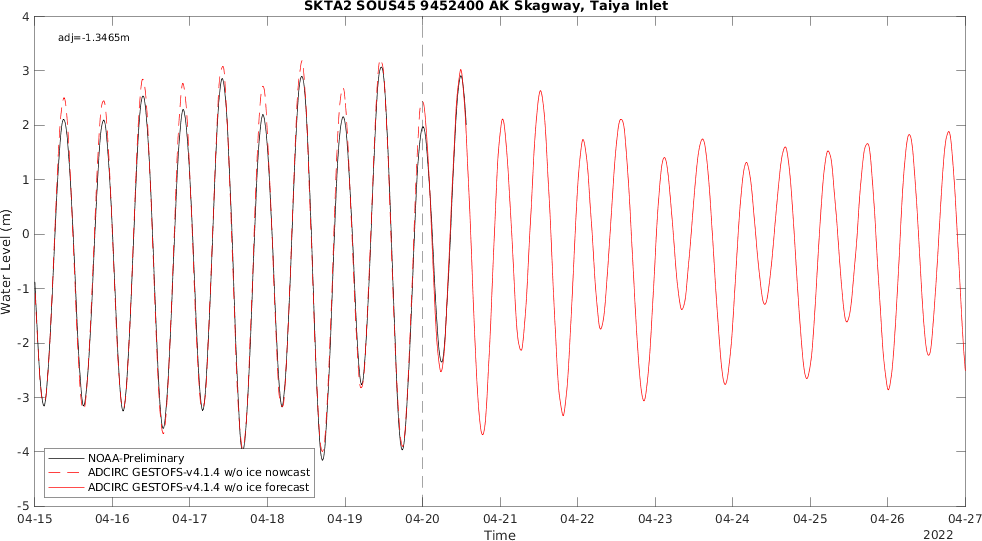 SKTA2 SOUS45 9452400 AK Skagway, Taiya Inlet
adj=-1.3465m
4
3
2
1
0
-1
-2
-3
-4
-5
Water Level (m)
NOAA-Preliminary
ADCIRC GESTOFS-v4.1.4 w/o ice nowcast
ADCIRC GESTOFS-v4.1.4 w/o ice forecast
04-15 04-16 04-17 04-18 04-19 04-20 04-21 04-22 04-23 04-24 04-25 04-26 04-27
Time
2022